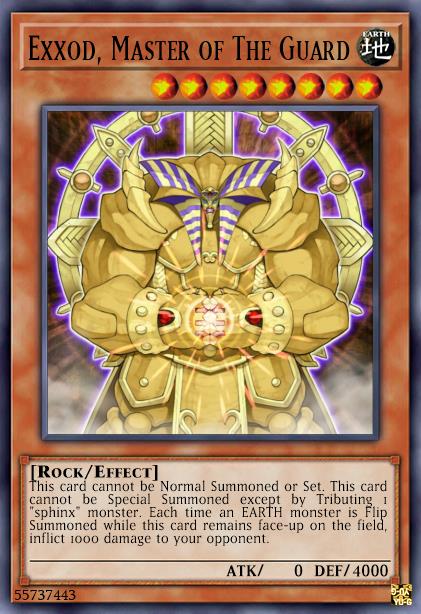 Exxod, Master of The Guard
EARTH
地
[Rock/Effect]
This card cannot be Normal Summoned or Set. This card
cannot be Special Summoned except by Tributing 1
"sphinx" monster. Each time an EARTH monster is Flip
Summoned while this card remains face-up on the field,
inflict 1000 damage to your opponent.
ATK/ 0 DEF/4000
55737443